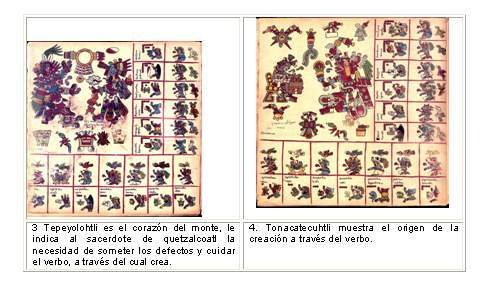 3 Tepeyolohtli es el corazón del monte, le
indica al sacerdote de quetzalcoatl la
necesidad de someter los defectos y cuidar
el verbo, a través del cual crea.
4. Tonacatecuhtli muestra el origen de la
creación a través del verbo.